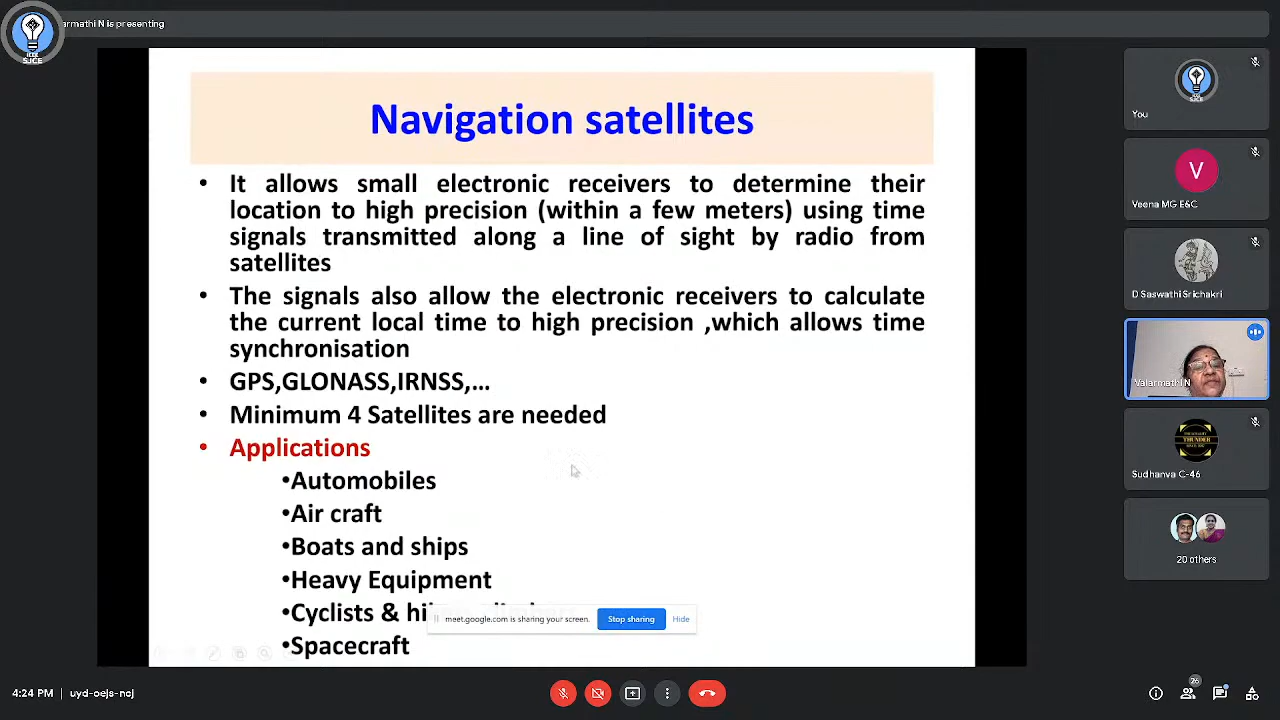 armathi N is presenting
IEEE
SJCE
Navigation satellites
• It allows small electronic receivers to determine their
location to high precision (within a few meters) using time
signals transmitted along a line of sight by radio from
satellites
• The signals also allow the electronic receivers to calculate
the current local time to high precision ,which allows time
synchronisation
• GPS,GLONASS,IRNSS,...
• Minimum 4 Satellites are needed
• Applications
•Automobiles
•Air craft
•Boats and ships
•Heavy Equipment
•Cyclists &
meet.google.com is sharing your screen.
Stop sharing
Hide
•Spacecraft
You
V
Veena MG E&C
D Saswathi Srichakri
Valarmathi N
THUNDER
Sudhanva C-46
20 others
4:24 PM | uyd-oejs-ncj
26